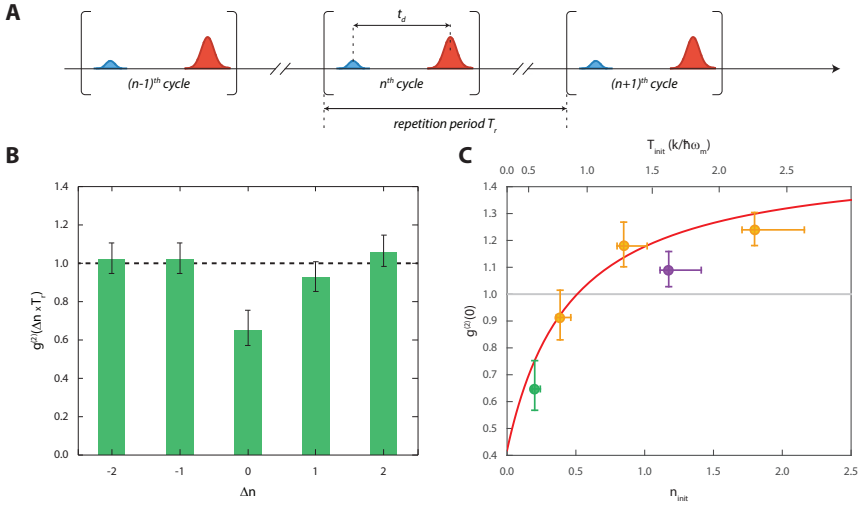 A
t_d
(n-1)^th cycle
n^th cycle
(n+1)^th cycle
repetition period T_r
B
g^(2)(Δn x T_r)
1.4
1.2
1.0
0.8
0.6
0.4
0.2
0.0
-2
-1
0
1
2
Δn
C
T_init (k/ħω_m)
0.0
0.5
1.0
1.5
2.0
2.5
g^(2)(0)
1.4
1.3
1.2
1.1
1.0
0.9
0.8
0.7
0.6
0.5
0.4
0.0
0.5
1.0
1.5
2.0
2.5
n_init